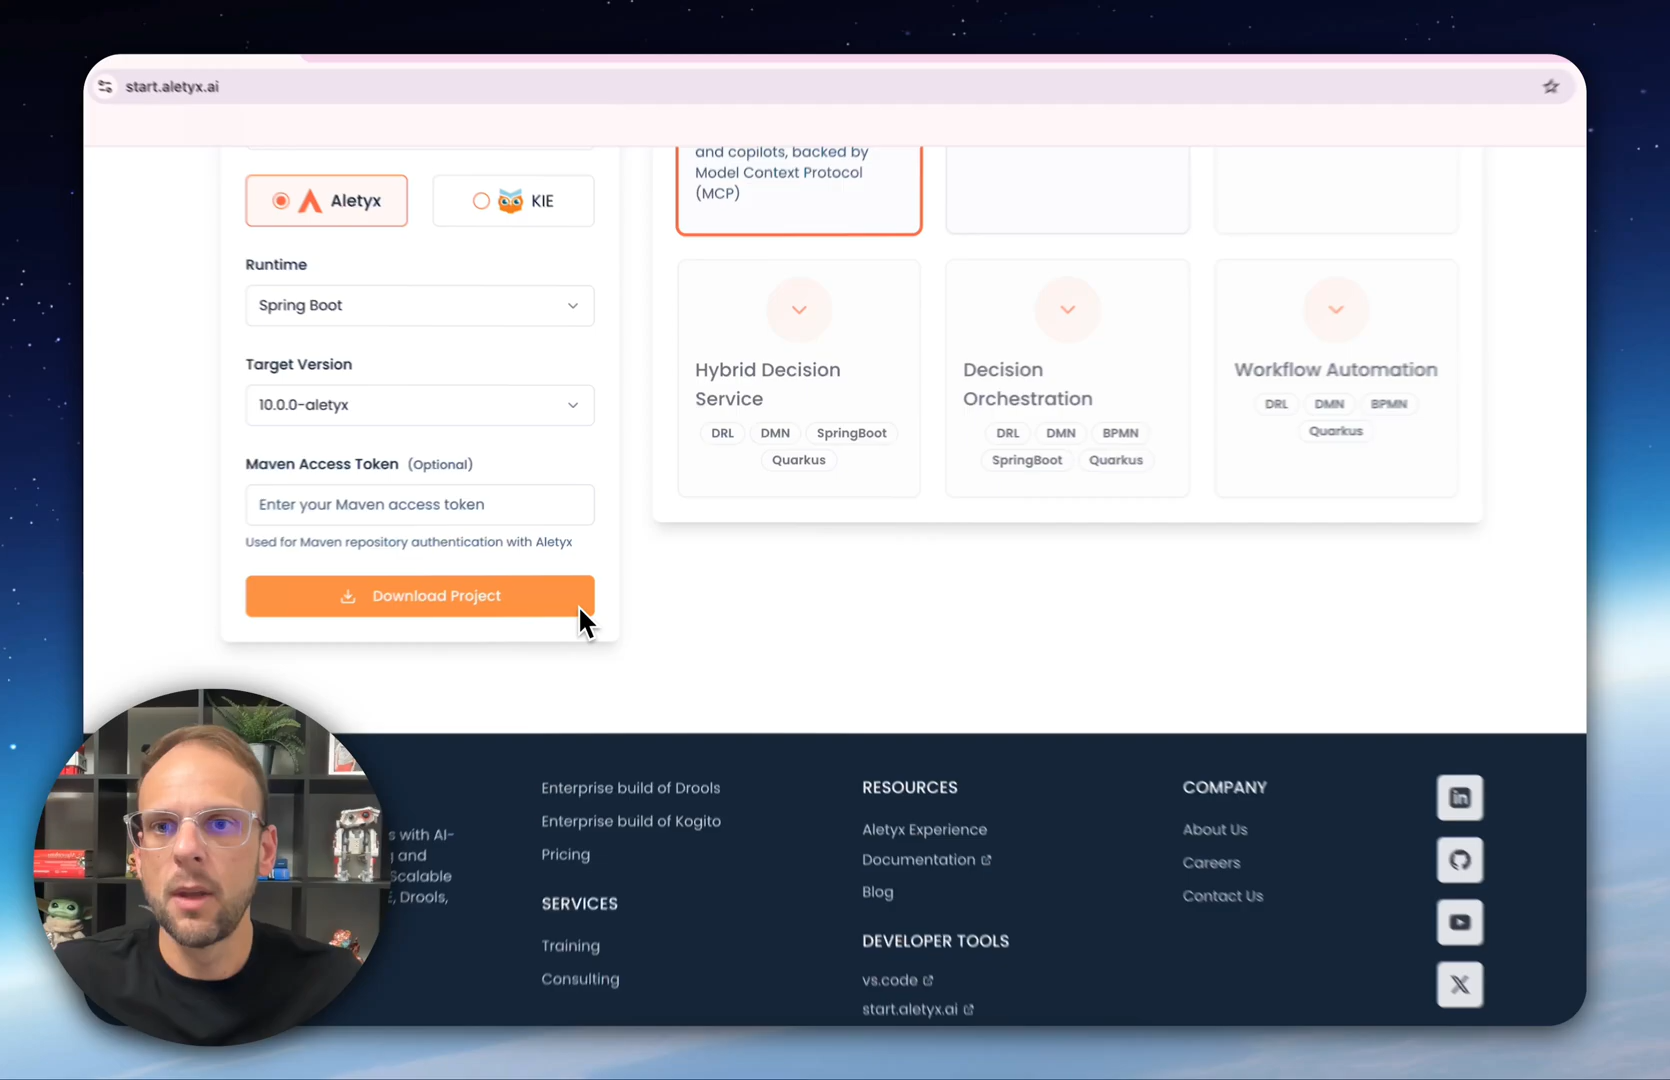 start.aletyx.ai
Aletyx
KIE
Runtime
Spring Boot
Target Version
10.0.0-aletyx
Maven Access Token (Optional)
Enter your Maven access token
Used for Maven repository authentication with Aletyx
Download Project
and copilots, backed by
Model Context Protocol
(MCP)
Hybrid Decision
Service
DRL DMN SpringBoot
Quarkus
Decision
Orchestration
DRL DMN BPMN
SpringBoot Quarkus
Workflow Automation
DRL DMN BPMN
Quarkus
s with AI-
and
Scalable
, Drools,
Enterprise build of Drools
Enterprise build of Kogito
Pricing
SERVICES
Training
Consulting
RESOURCES
Aletyx Experience
Documentation
Blog
DEVELOPER TOOLS
vs.code
start.aletyx.ai
COMPANY
About Us
Careers
Contact Us
in
X